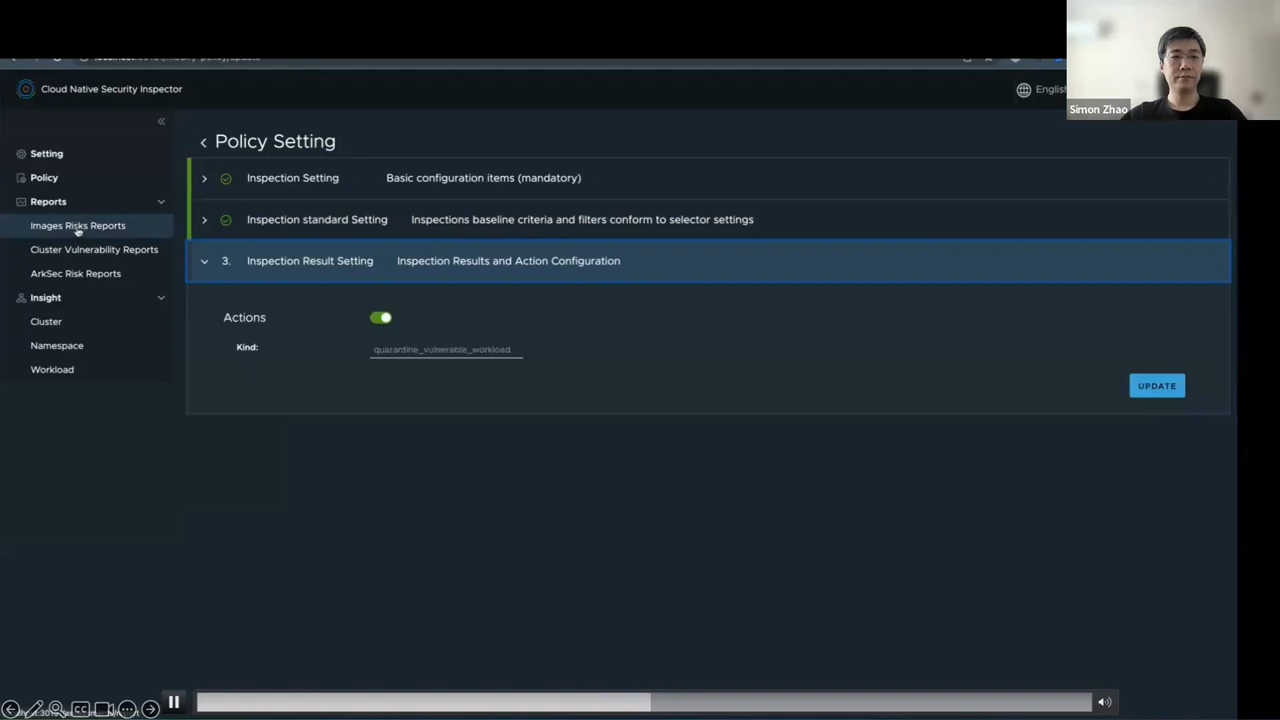 Cloud Native Security Inspector
English
Simon Zhao
Policy Setting
Setting
Policy
Reports
Images Risks Reports
Cluster Vulnerability Reports
ArkSec Risk Reports
Insight
Cluster
Namespace
Workload
Inspection Setting Basic configuration items (mandatory)
Inspection standard Setting Inspections baseline criteria and filters conform to selector settings
3. Inspection Result Setting Inspection Results and Action Configuration
Actions
Kind: quarantine_vulnerable_workload
UPDATE
CC